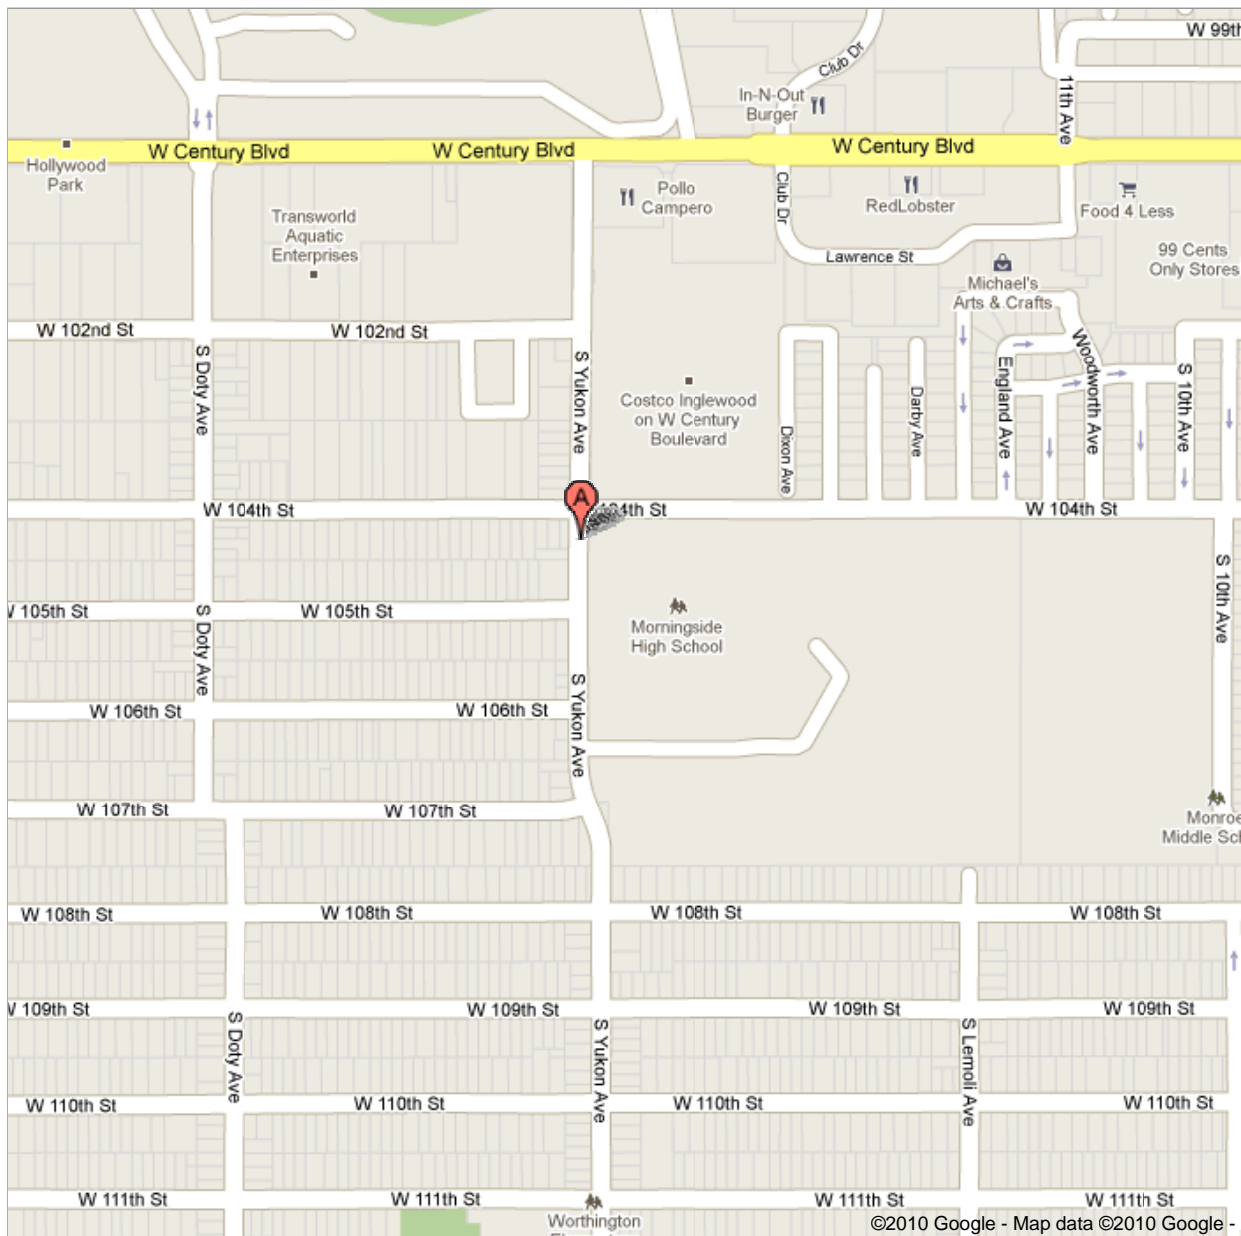 W 99th
Club Dr
In-N-Out
Burger
11th Ave
W Century Blvd
W Century Blvd
W Century Blvd
Hollywood
Park
Transworld
Aquatic
Enterprises
Pollo
Campero
Club Dr
RedLobster
Food 4 Less
Lawrence St
99 Cents
Only Stores
Michael's
Arts & Crafts
W 102nd St
W 102nd St
S Doty Ave
S Yukon Ave
Costco Inglewood
on W Century
Boulevard
Dixon Ave
Darby Ave
England Ave
Woodworth Ave
S 10th Ave
A
W 104th St
104th St
W 104th St
S 10th Ave
W 105th St
W 105th St
S Doty Ave
Morningside
High School
W 106th St
W 106th St
S Yukon Ave
W 107th St
W 107th St
Monroe
Middle Sch
W 108th St
W 108th St
W 108th St
W 108th St
W 109th St
W 109th St
W 109th St
W 109th St
S Doty Ave
S Yukon Ave
S Lemoli Ave
W 110th St
W 110th St
W 110th St
W 110th St
W 111th St
W 111th St
W 111th St
W 111th St
Worthington
©2010 Google - Map data ©2010 Google -